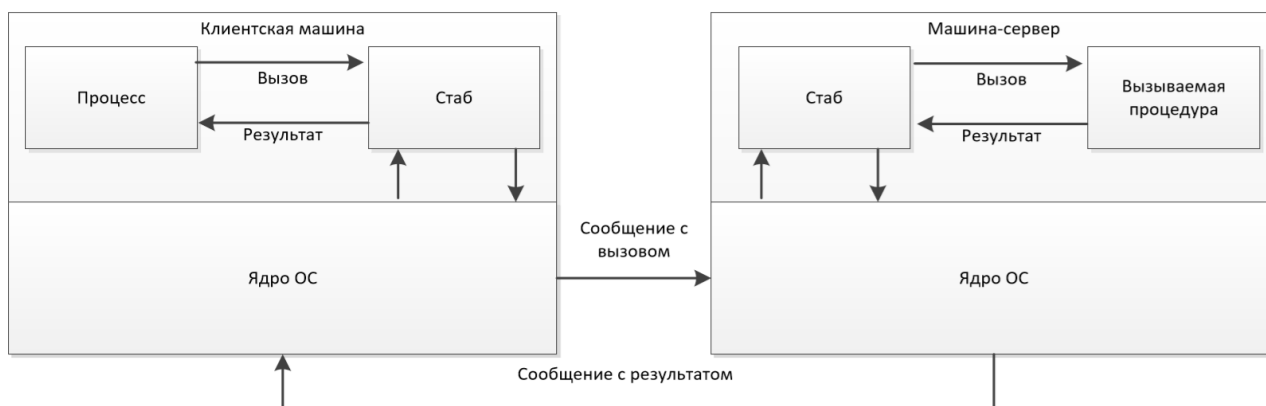 Клиентская машина
Процесс
Вызов
Результат
Стаб
Ядро ОС
Сообщение с
вызовом
Машина-сервер
Стаб
Вызов
Результат
Вызываемая
процедура
Ядро ОС
Сообщение с результатом